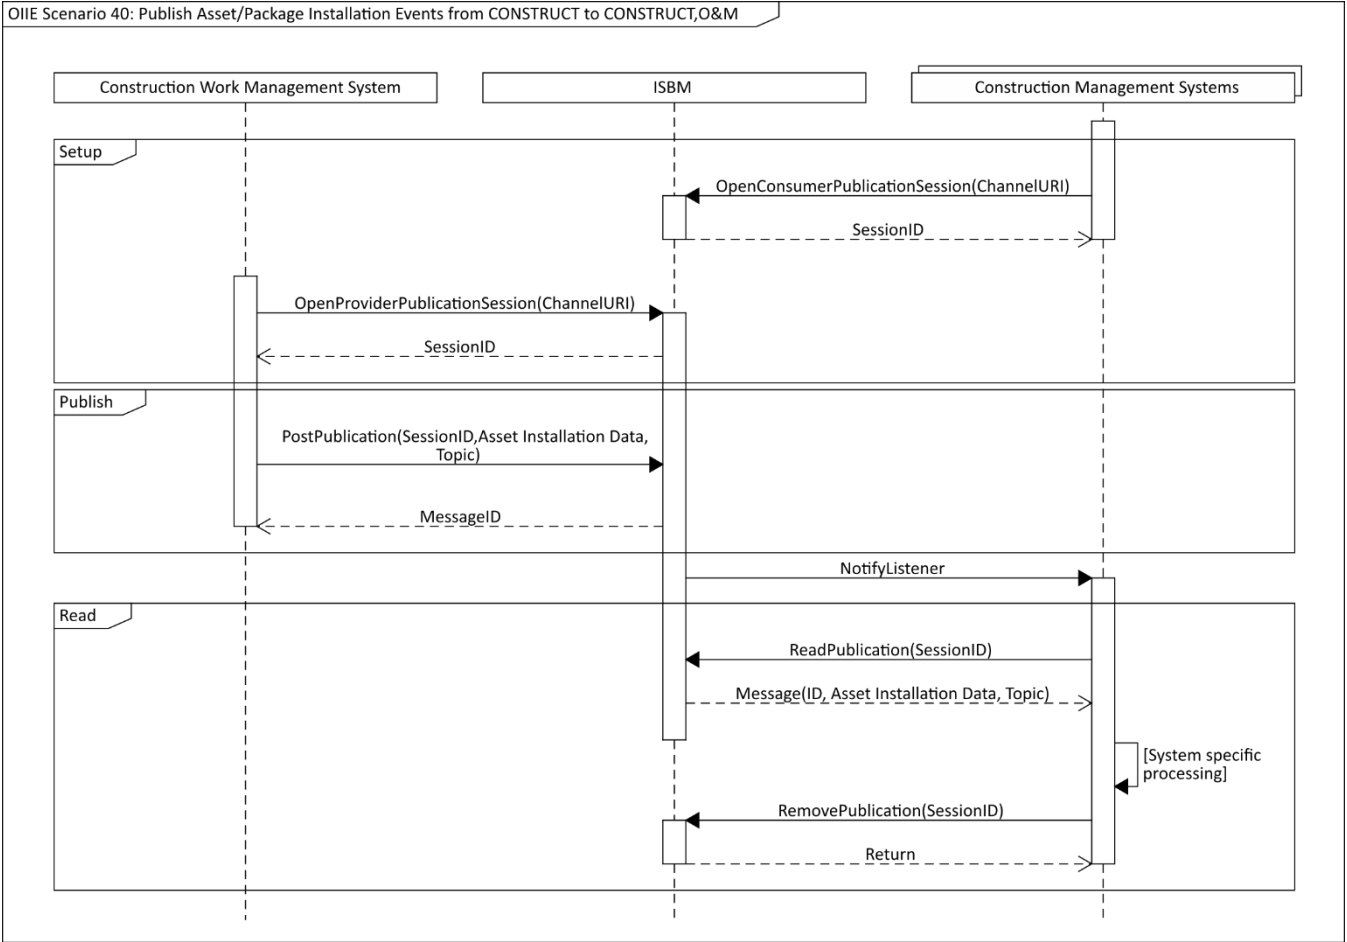 OIIE Scenario 40: Publish Asset/Package Installation Events from CONSTRUCT to CONSTRUCT,O&M
Construction Work Management System
ISBM
Construction Management Systems
Setup
OpenConsumerPublicationSession(ChannelURI)
SessionID
OpenProviderPublicationSession(ChannelURI)
SessionID
Publish
PostPublication(SessionID,Asset Installation Data,
Topic)
MessageID
NotifyListener
Read
ReadPublication(SessionID)
Message(ID, Asset Installation Data, Topic)
[System specific
processing]
RemovePublication(SessionID)
Return